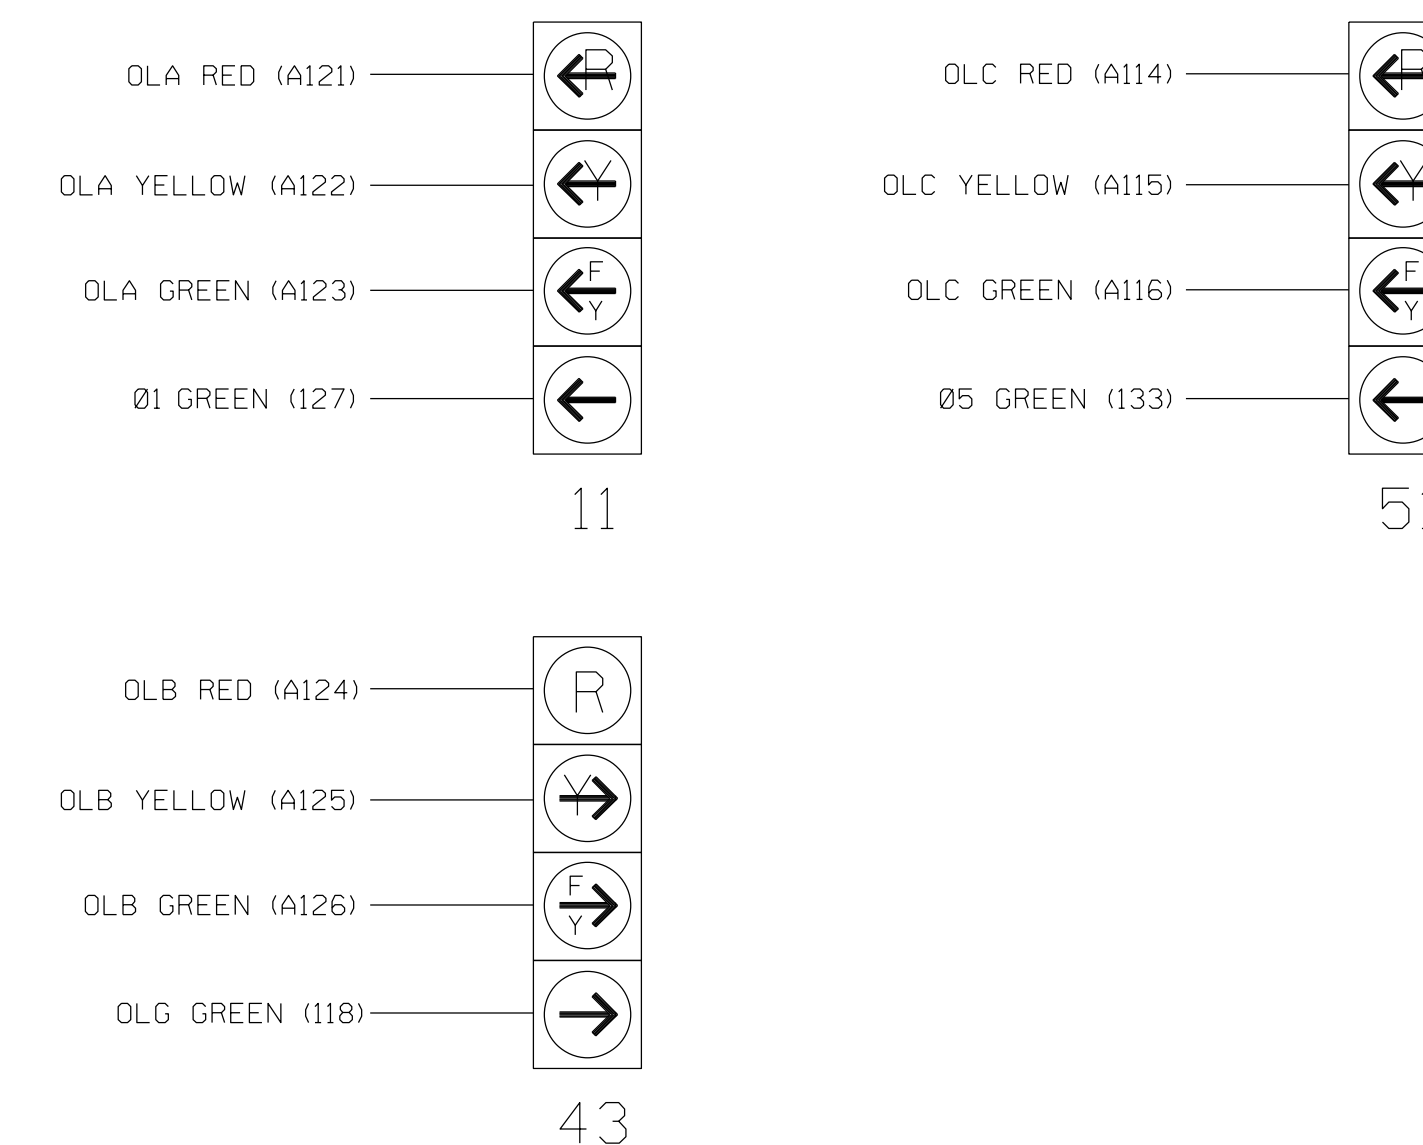 OLA RED (A121)
R
OLA YELLOW (A122)
Y
OLA GREEN (A123)
F
Y
Ø1 GREEN (127)
11
OLC RED (A114)
R
OLC YELLOW (A115)
Y
OLC GREEN (A116)
F
Y
Ø5 GREEN (133)
OLB RED (A124)
R
OLB YELLOW (A125)
Y
OLB GREEN (A126)
F
Y
OLG GREEN (118)
43